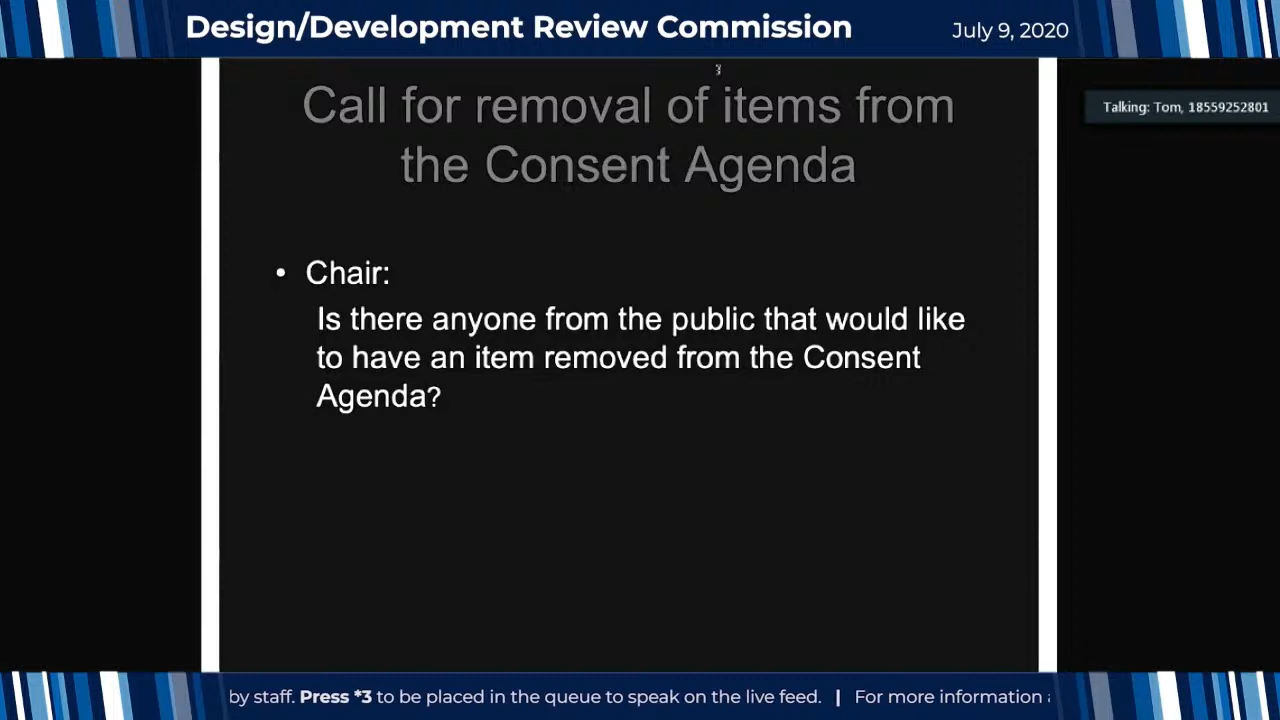 Design/Development Review Commission
July 9, 2020
Talking: Tom, 18559252801
Call for removal of items from
the Consent Agenda
• Chair:
Is there anyone from the public that would like
to have an item removed from the Consent
Agenda?
by staff. Press *3 to be placed in the queue to speak on the live feed. | For more information